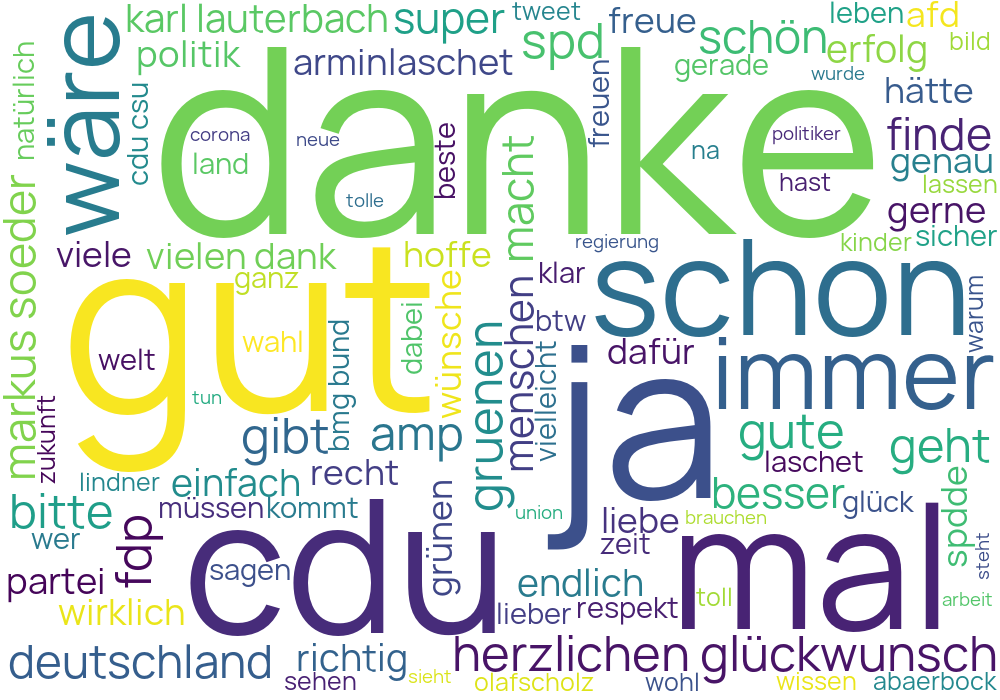 karl lauterbach
super
tweet
freue
leben
afd
politik
arminlaschet
spd
schön
erfolg
bild
natürlich
wäre
cdu csu
danke
corona
neue
land
tolle
beste
macht
freuen
gerade
wurde
hätte
na
politiker
hast
finde
genau
lassen
gerne
kinder
sicher
markus soeder
viele
vielen dank
hoffe
regierung
schon
warum
gut
ganz
wahl
welt
tun
bmg bund
dabei
wünsche
klar
btw
menschen
gruenen
vielleicht
dafür
immer
ja
zukunft
gibt
amp
gute
geht
laschet
lindner
einfach
recht
besser
glück
bitte
müssen
kommt
wer
fdp
cdu
sagen
grünen
union
liebe
zeit
brauchen
mal
spdde
steht
partei
wirklich
endlich
lieber
respekt
toll
arbeit
deutschland
richtig
herzlichen glückwunsch
sehen
sieht
olafscholz
wohl
wissen
abaerbock